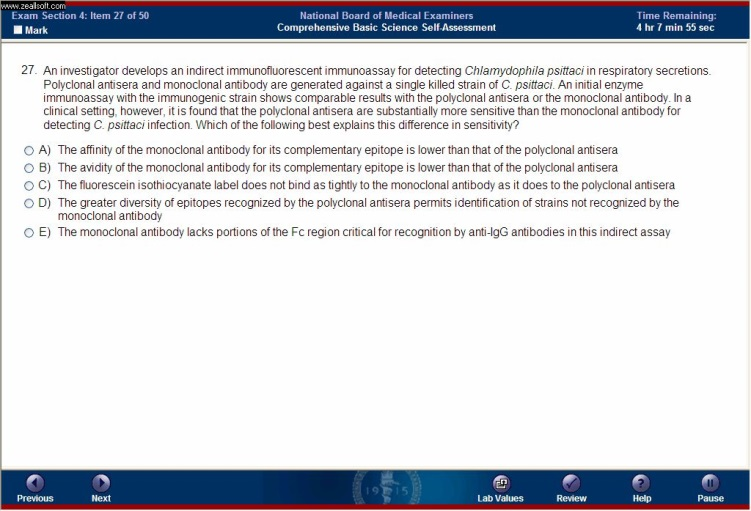 www.zeallsoft.com
Exam Section 4: Item 27 of 50
National Board of Medical Examiners
Time Remaining:
Mark
Comprehensive Basic Science Self-Assessment
4 hr 7 min 55 sec
27. An investigator develops an indirect immunofluorescent immunoassay for detecting Chlamydophila psittaci in respiratory secretions.
Polyclonal antisera and monoclonal antibody are generated against a single killed strain of C. psittaci. An initial enzyme
immunoassay with the immunogenic strain shows comparable results with the polyclonal antisera or the monoclonal antibody. In a
clinical setting, however, it is found that the polyclonal antisera are substantially more sensitive than the monoclonal antibody for
detecting C. psittaci infection. Which of the following best explains this difference in sensitivity?
A) The affinity of the monoclonal antibody for its complementary epitope is lower than that of the polyclonal antisera
B) The avidity of the monoclonal antibody for its complementary epitope is lower than that of the polyclonal antisera
C) The fluorescein isothiocyanate label does not bind as tightly to the monoclonal antibody as it does to the polyclonal antisera
D) The greater diversity of epitopes recognized by the polyclonal antisera permits identification of strains not recognized by the
monoclonal antibody
E) The monoclonal antibody lacks portions of the Fc region critical for recognition by anti-IgG antibodies in this indirect assay
1915
Previous
Next
Lab Values
Review
Help
Pause